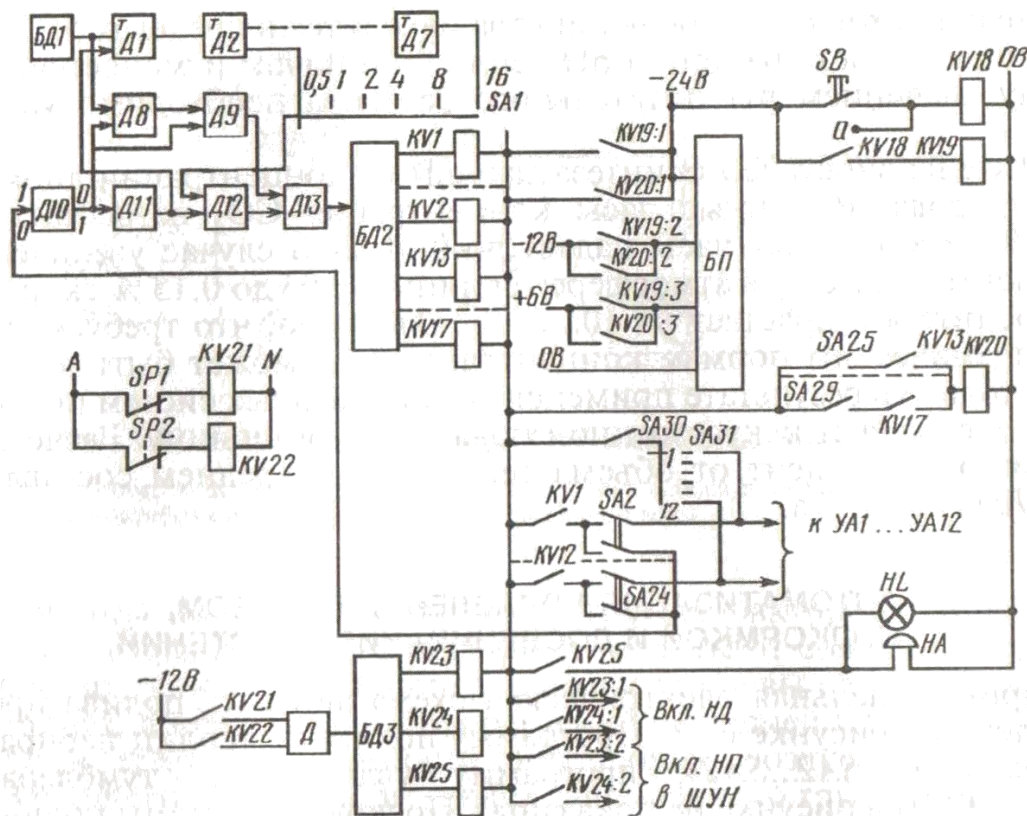 БД1
Т
Д1
Т
Д2
Т
Д7
Д8
Д9
0,5 1 2 4 8 16
SA1
1
0
Д10
0
1
Д11
Д12
Д13
БД2
KV1
KV2
KV13
KV17
−24В
KV19:1
KV20:1
−12В
KV19:2
KV20:2
+6В
KV19:3
KV20:3
0В
БП
SB
a
KV18
KV18
KV19
0В
SA25
KV13
KV20
SA29
KV17
A
SP1
KV21
N
SP2
KV22
SA30
SA31
1
12
KV1
SA2
KV12
SA24
к УА1...УА12
HL
HA
−12В
KV21
KV22
Д
БД3
KV23
KV24
KV25
KV25
KV23:1
KV24:1
Вкл. НД
KV23:2
KV24:2
Вкл. НП
в ШУН